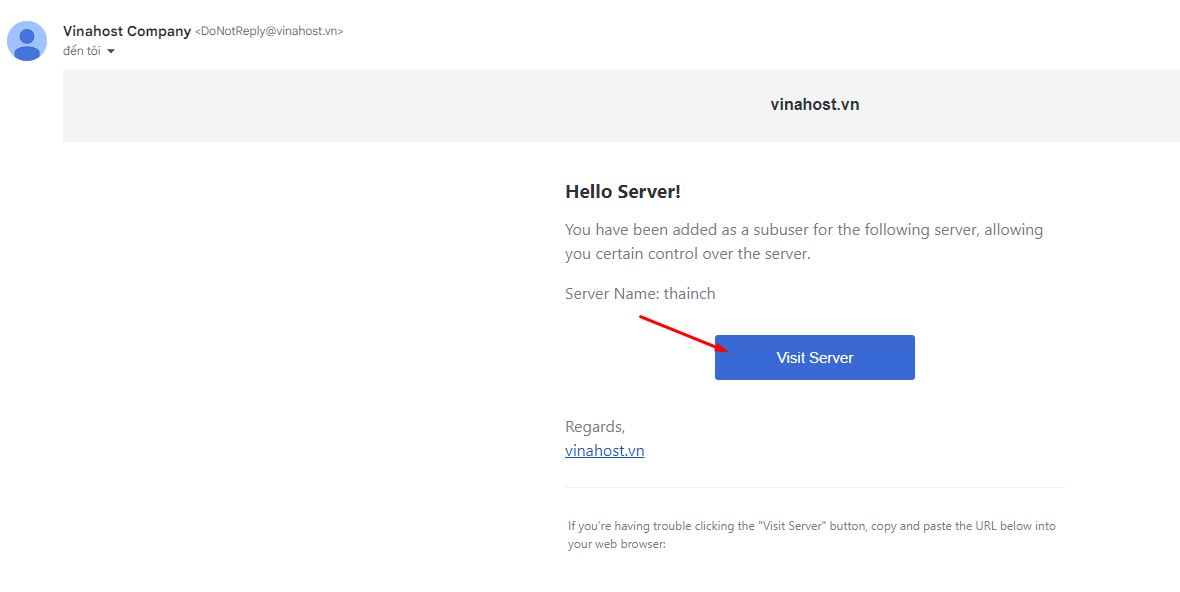 Vinahost Company <DoNotReply@vinahost.vn>
đến tôi
vinahost.vn
Hello Server!
You have been added as a subuser for the following server, allowing
you certain control over the server.
Server Name: thainch
Visit Server
Regards,
vinahost.vn
If you’re having trouble clicking the "Visit Server" button, copy and paste the URL below into
your web browser: